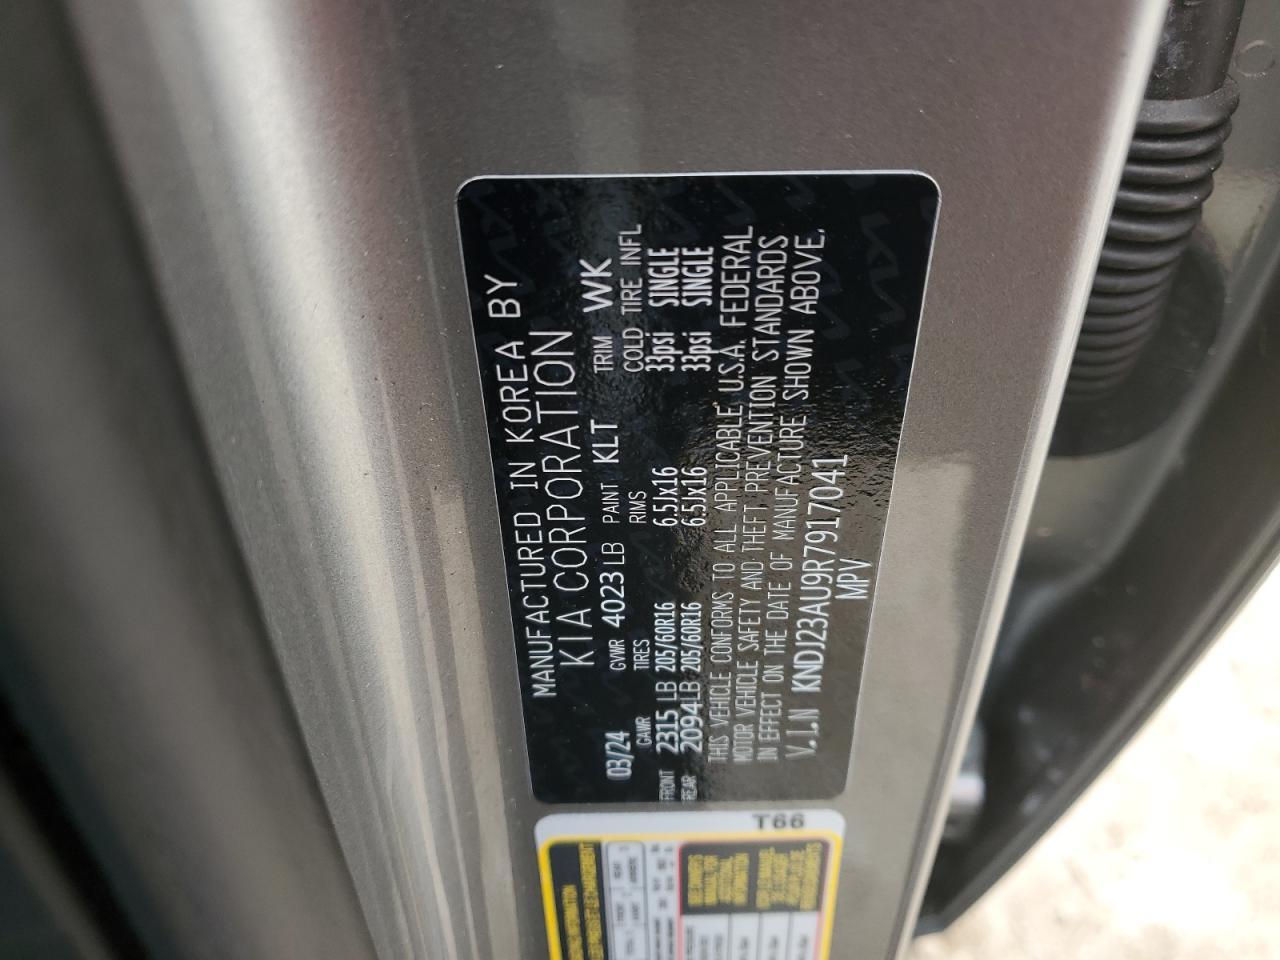 MANUFACTURED IN KOREA BY
KIA CORPORATION
03/24 GVWR 4023 LB PAINT KLT TRIM WK
GAWR TIRES RIMS COLD TIRE INFL
FRONT 2315 LB 205/60R16 6.5Jx16 33psi SINGLE
REAR 2094LB 205/60R16 6.5Jx16 33psi SINGLE
THIS VEHICLE CONFORMS TO ALL APPLICABLE U.S.A. FEDERAL
MOTOR VEHICLE SAFETY AND THEFT PREVENTION STANDARDS
IN EFFECT ON THE DATE OF MANUFACTURE SHOWN ABOVE.
V.I.N KNDJ23AU9R7917041
MPV
T66